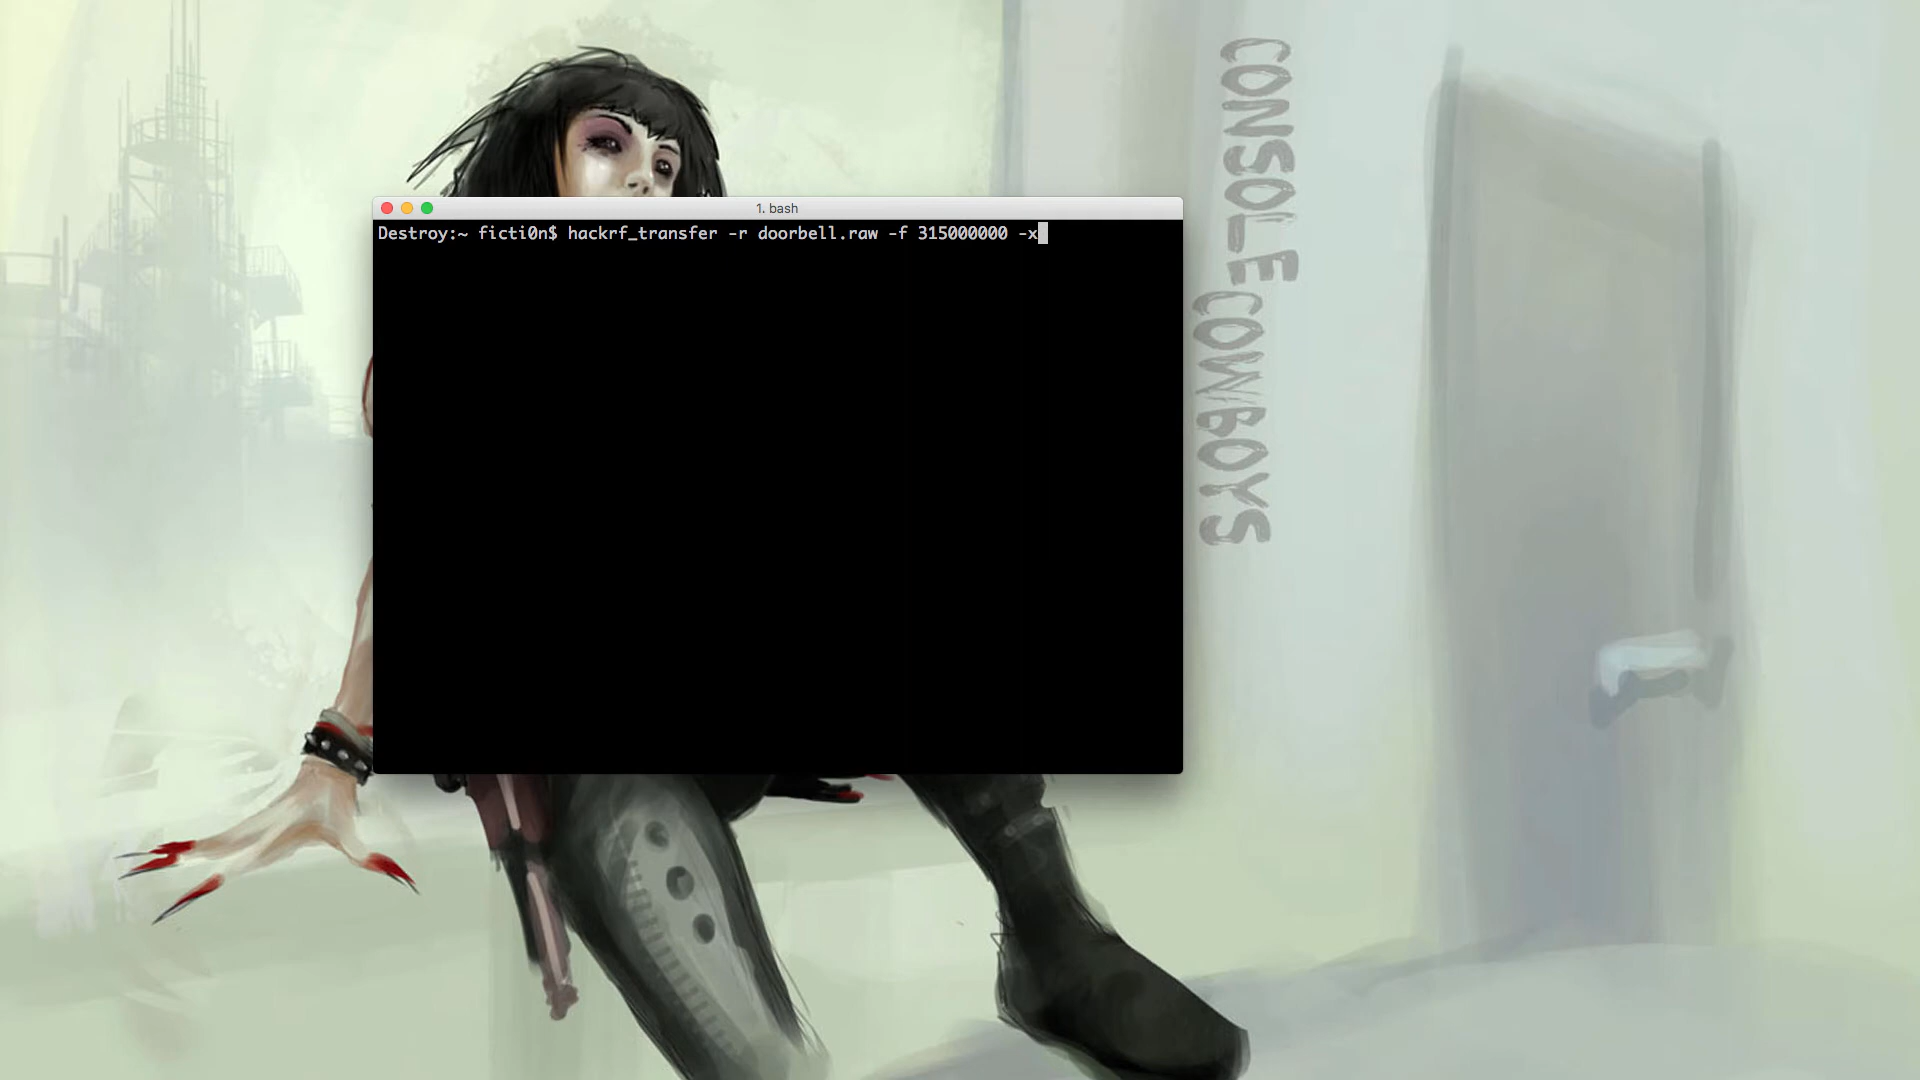 1. bash
Destroy:~ ficti0n$ hackrf_transfer -r doorbell.raw -f 315000000 -x
CONSOLE
COWBOYS